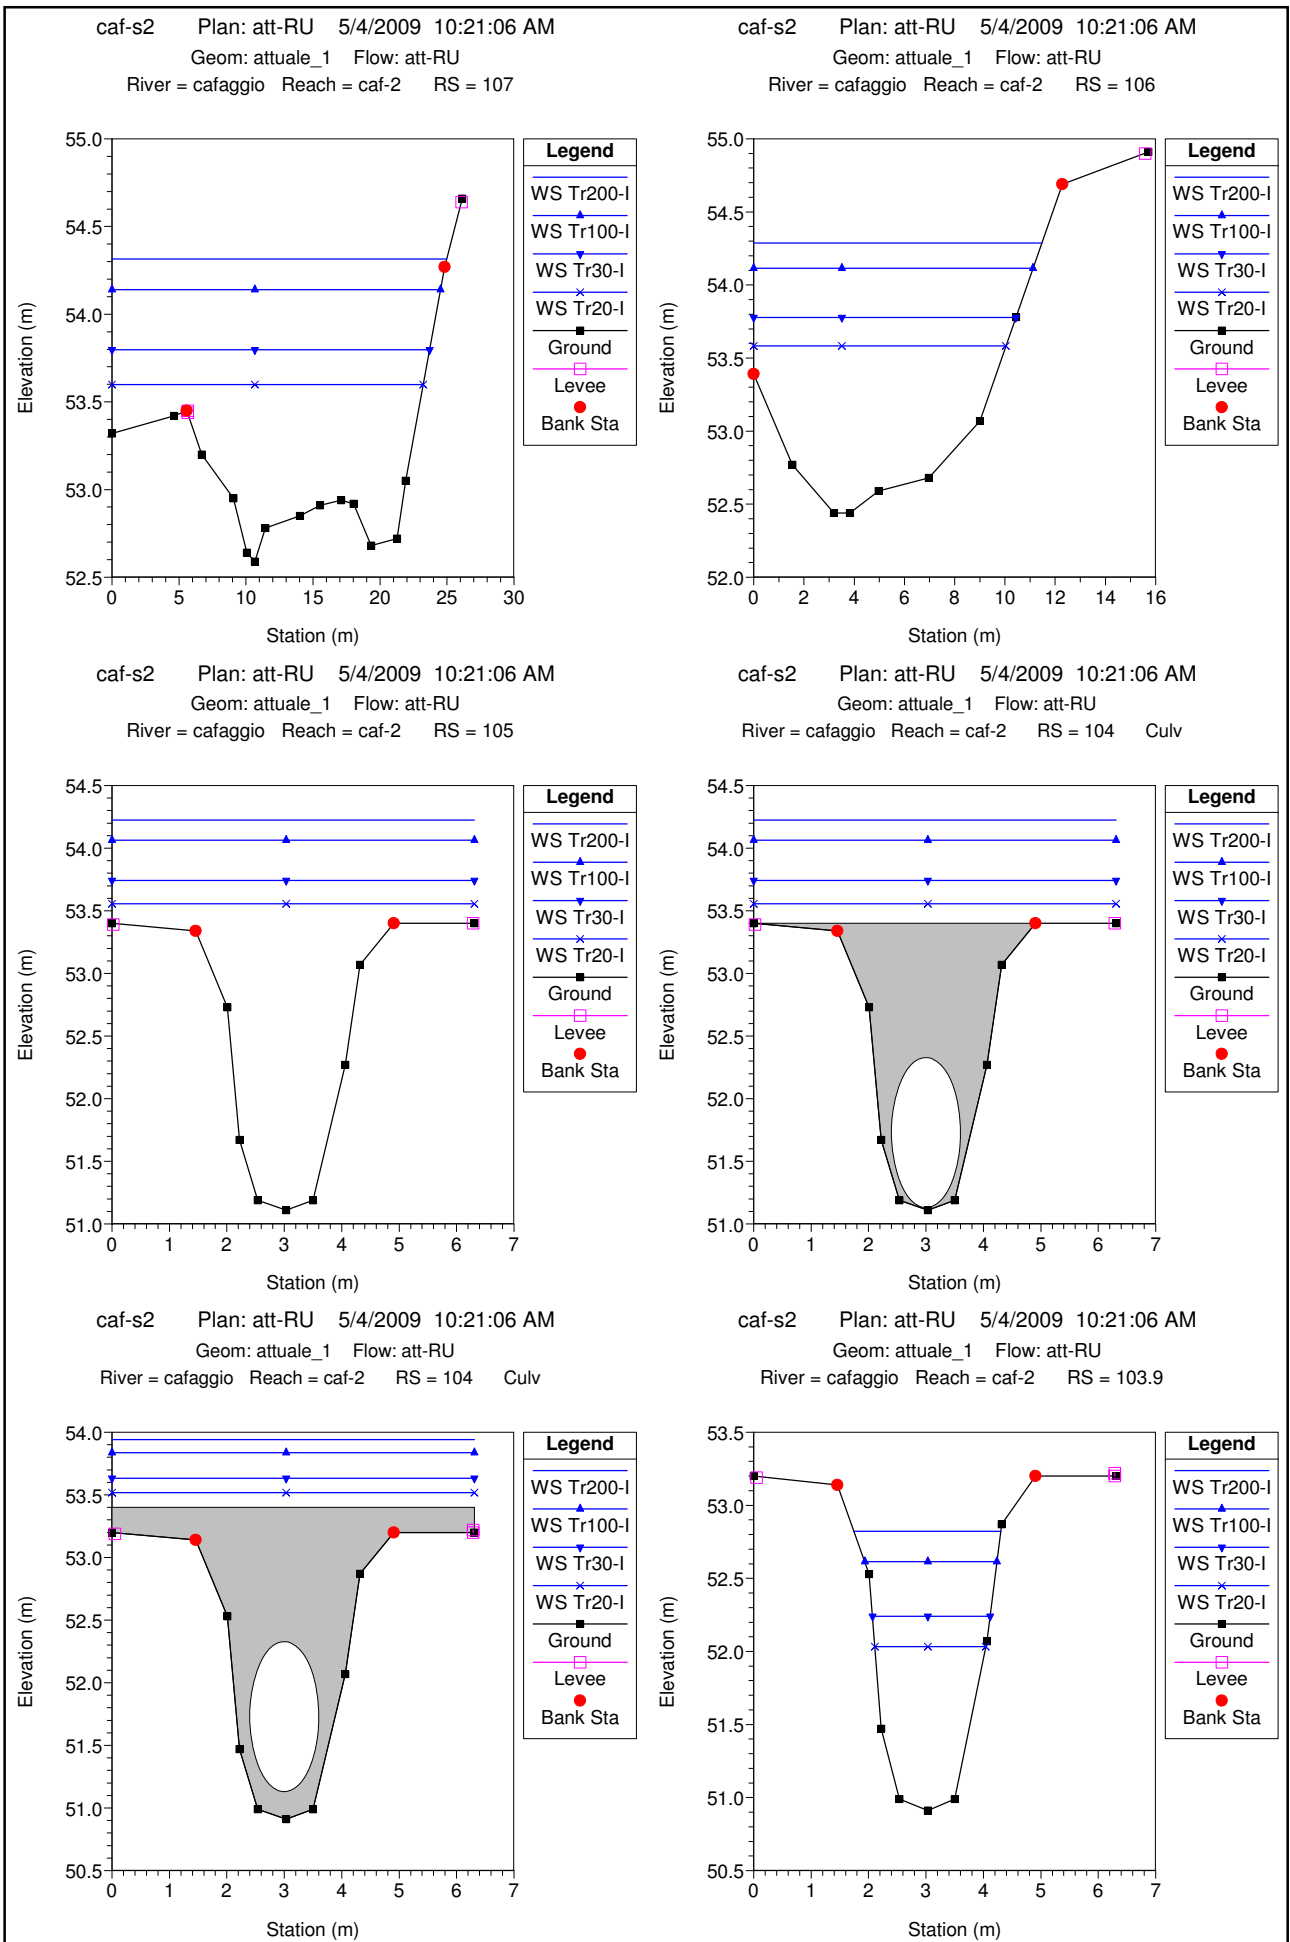 caf-s2 Plan: att-RU 5/4/2009 10:21:06 AM
Geom: attuale_1 Flow: att-RU
River = cafaggio Reach = caf-2 RS = 107
55.0
54.5
54.0
53.5
53.0
52.5
Elevation (m)
0 5 10 15 20 25 30
Station (m)
Legend
WS Tr200-I
WS Tr100-I
WS Tr30-I
WS Tr20-I
Ground
Levee
Bank Sta
caf-s2 Plan: att-RU 5/4/2009 10:21:06 AM
Geom: attuale_1 Flow: att-RU
River = cafaggio Reach = caf-2 RS = 106
55.0
54.5
54.0
53.5
53.0
52.5
52.0
Elevation (m)
0 2 4 6 8 10 12 14 16
Station (m)
Legend
WS Tr200-I
WS Tr100-I
WS Tr30-I
WS Tr20-I
Ground
Levee
Bank Sta
caf-s2 Plan: att-RU 5/4/2009 10:21:06 AM
Geom: attuale_1 Flow: att-RU
River = cafaggio Reach = caf-2 RS = 105
54.5
54.0
53.5
53.0
52.5
52.0
51.5
51.0
Elevation (m)
0 1 2 3 4 5 6 7
Station (m)
Legend
WS Tr200-I
WS Tr100-I
WS Tr30-I
WS Tr20-I
Ground
Levee
Bank Sta
caf-s2 Plan: att-RU 5/4/2009 10:21:06 AM
Geom: attuale_1 Flow: att-RU
River = cafaggio Reach = caf-2 RS = 104 Culv
54.5
54.0
53.5
53.0
52.5
52.0
51.5
51.0
Elevation (m)
0 1 2 3 4 5 6 7
Station (m)
Legend
WS Tr200-I
WS Tr100-I
WS Tr30-I
WS Tr20-I
Ground
Levee
Bank Sta
caf-s2 Plan: att-RU 5/4/2009 10:21:06 AM
Geom: attuale_1 Flow: att-RU
River = cafaggio Reach = caf-2 RS = 104 Culv
54.0
53.5
53.0
52.5
52.0
51.5
51.0
50.5
Elevation (m)
0 1 2 3 4 5 6 7
Station (m)
Legend
WS Tr200-I
WS Tr100-I
WS Tr30-I
WS Tr20-I
Ground
Levee
Bank Sta
caf-s2 Plan: att-RU 5/4/2009 10:21:06 AM
Geom: attuale_1 Flow: att-RU
River = cafaggio Reach = caf-2 RS = 103.9
53.5
53.0
52.5
52.0
51.5
51.0
50.5
Elevation (m)
0 1 2 3 4 5 6 7
Station (m)
Legend
WS Tr200-I
WS Tr100-I
WS Tr30-I
WS Tr20-I
Ground
Levee
Bank Sta